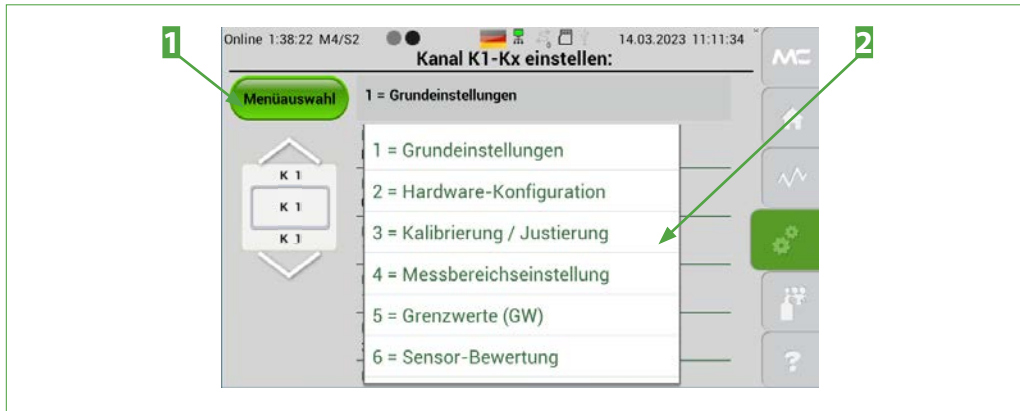 1
2
Online 1:38:22 M4/S2
14.03.2023 11:11:34
Kanal K1-Kx einstellen:
MC
Menüauswahl
1 = Grundeinstellungen
1 = Grundeinstellungen
2 = Hardware-Konfiguration
3 = Kalibrierung / Justierung
4 = Messbereichseinstellung
5 = Grenzwerte (GW)
6 = Sensor-Bewertung
K 1
K 1
K 1
?